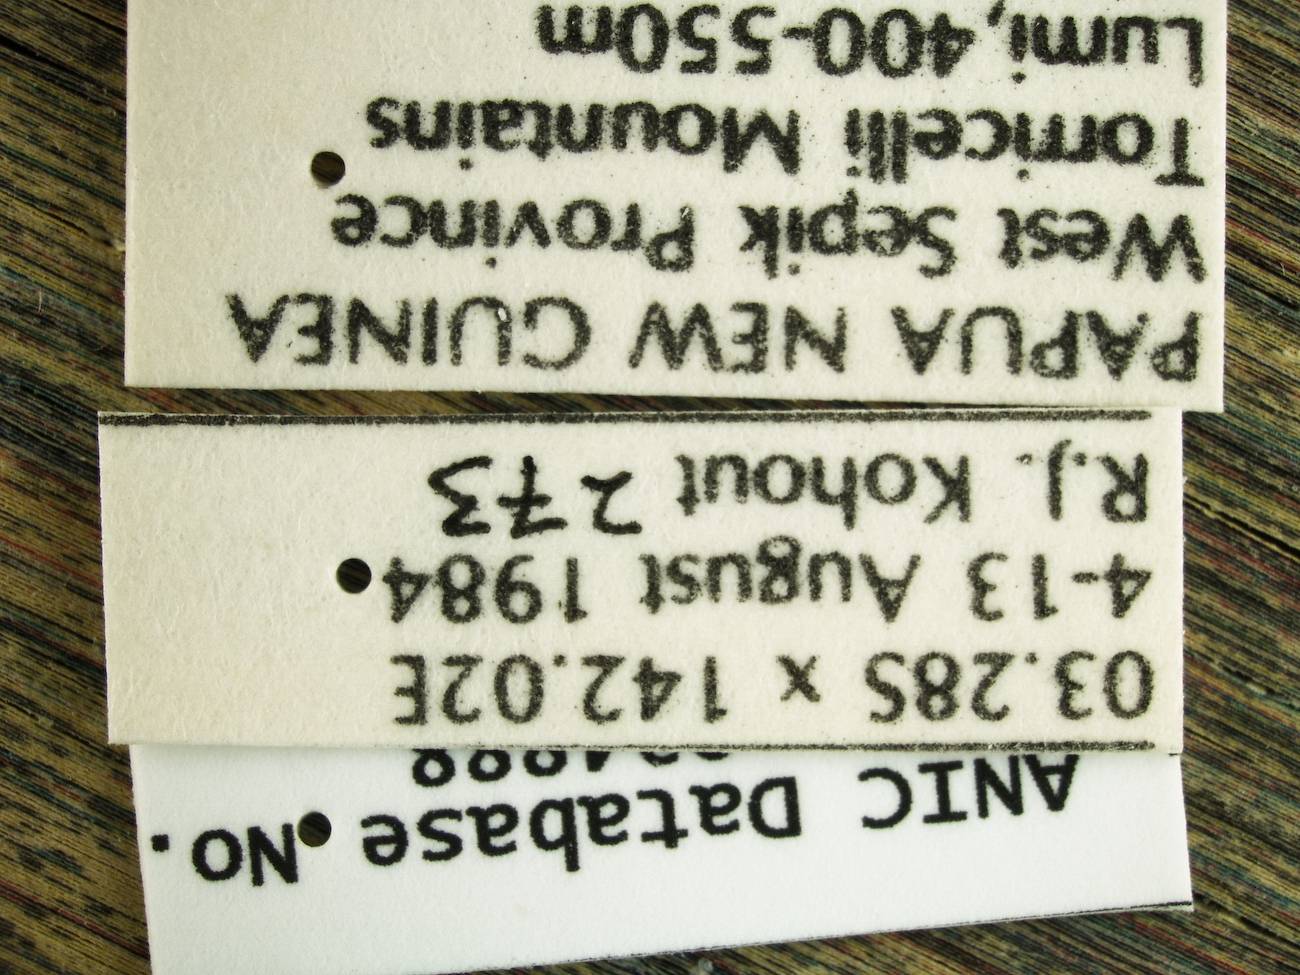 ANIC Database No.
03.28S x 142.02E
4-13 August 1984
R.J. Kohout 273
PAPUA NEW GUINEA
West Sepik Province
Torricelli Mountains
Lumi, 400-550m